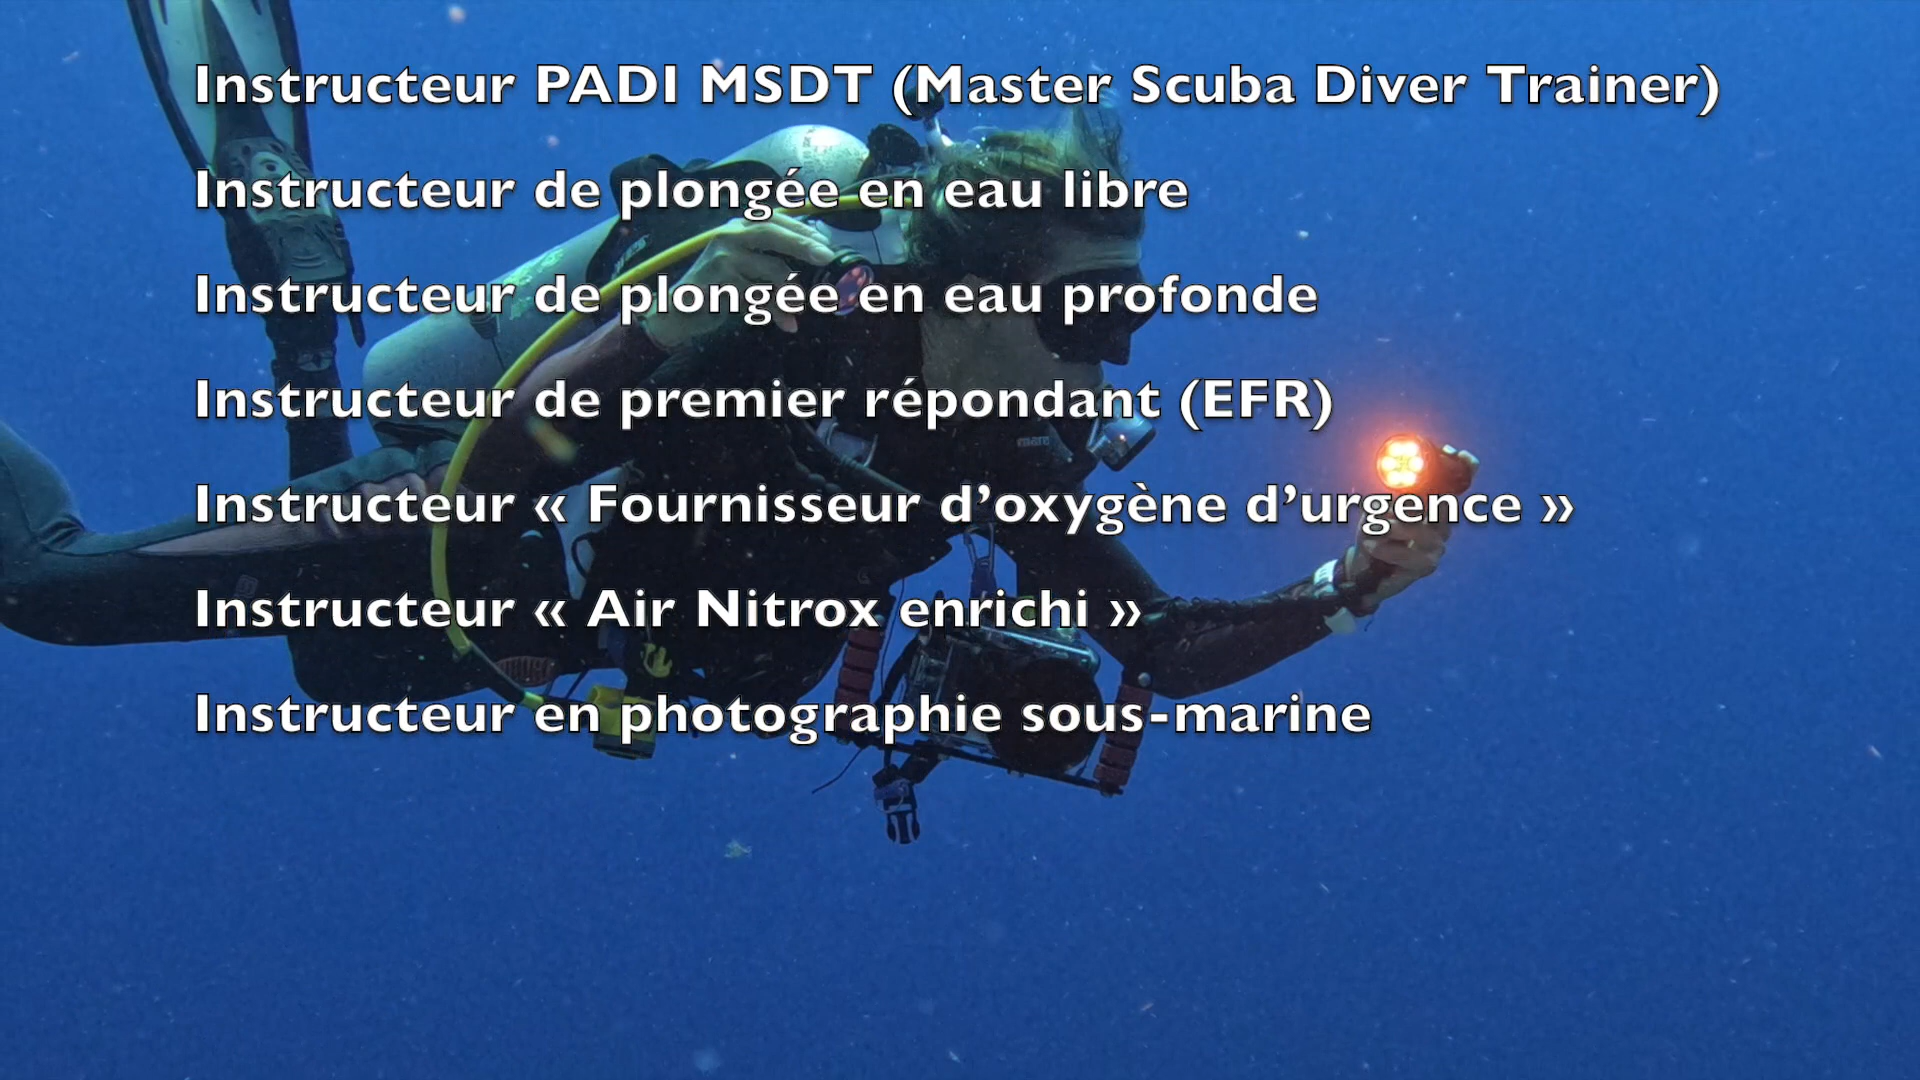 Instructeur PADI MSDT (Master Scuba Diver Trainer)
Instructeur de plongée en eau libre
Instructeur de plongée en eau profonde
Instructeur de premier répondant (EFR)
Instructeur « Fournisseur d’oxygène d’urgence »
Instructeur « Air Nitrox enrichi »
Instructeur en photographie sous-marine